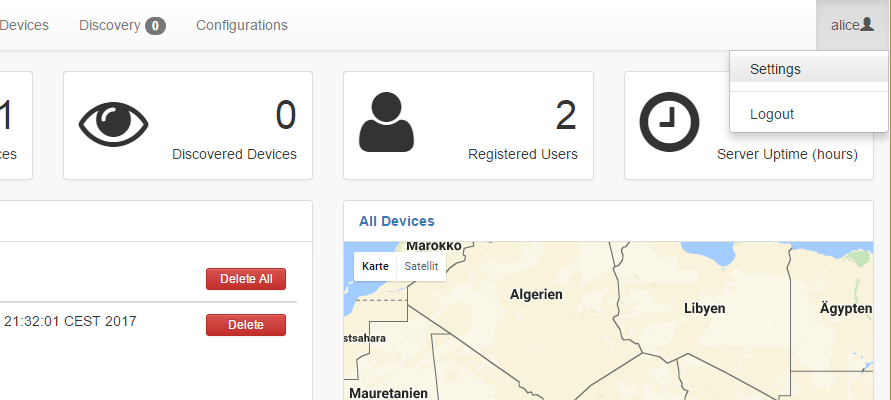 Devices Discovery 0 Configurations alice
Settings
Logout
1
ces
0
Discovered Devices
2
Registered Users
Server Uptime (hours)
All Devices
Delete All
21:32:01 CEST 2017 Delete
Karte Satellit
Marokko
Algerien
Libyen
Ägypten
stsahara
Mauretanien